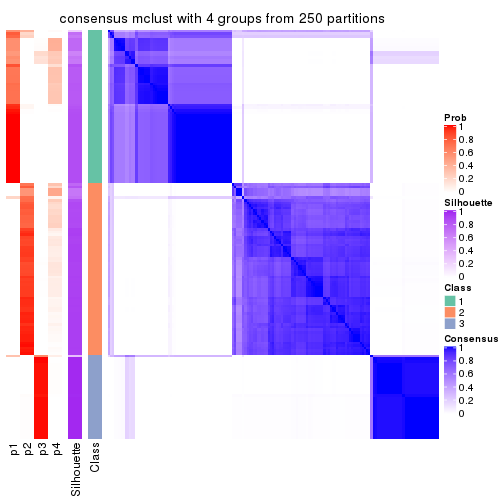 consensus mclust with 4 groups from 250 partitions
Prob
1
0.8
0.6
0.4
0.2
0
Silhouette
1
0.8
0.6
0.4
0.2
0
Class
1
2
3
Consensus
1
0.8
0.6
0.4
0.2
0
p1
p2
p3
p4
Silhouette
Class